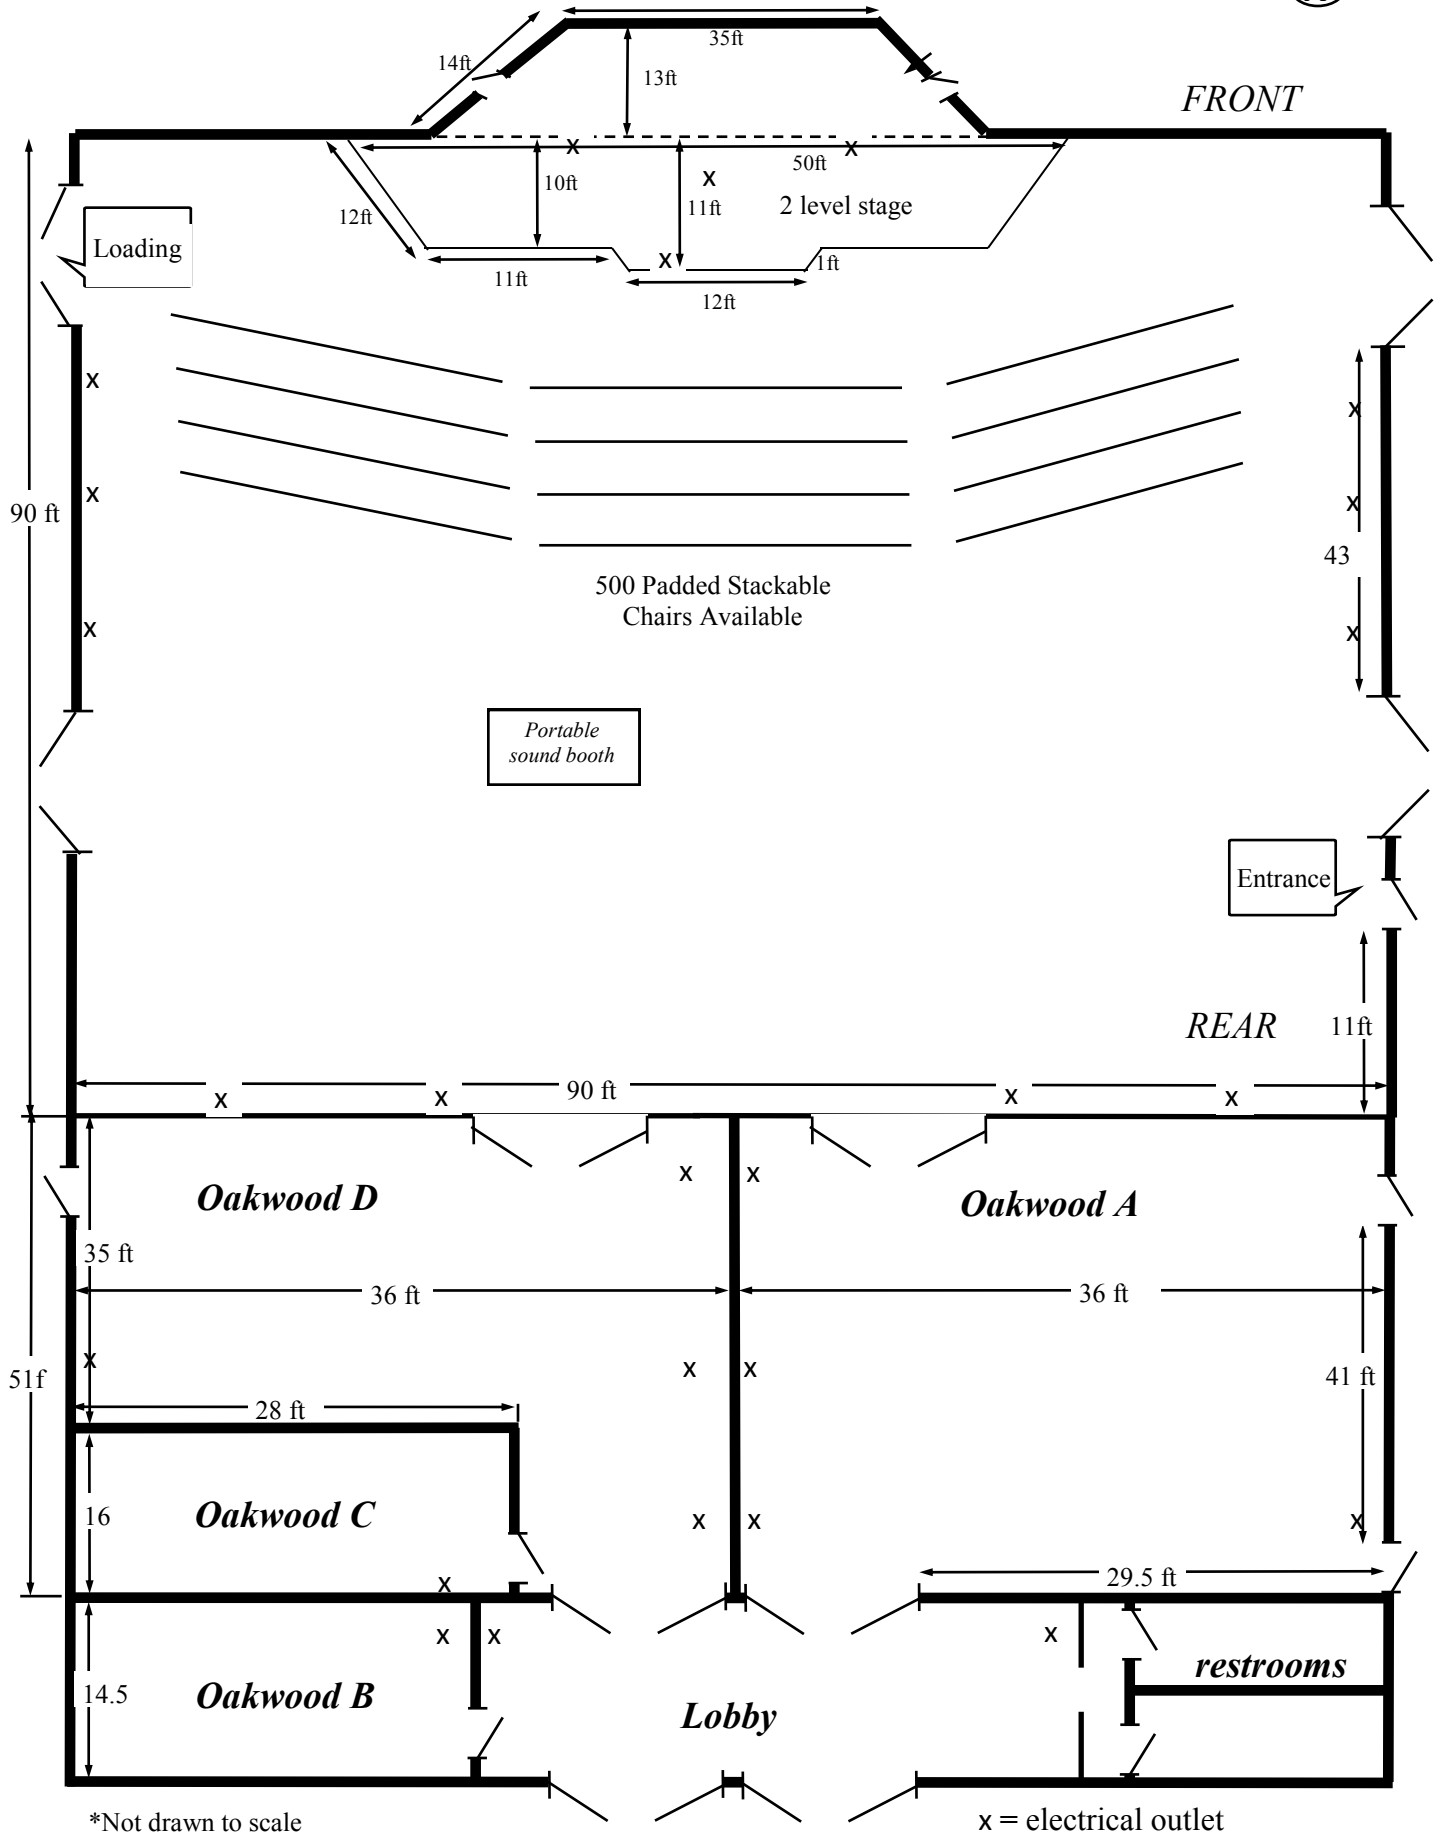 35ft
14ft
13ft
FRONT
x
x
50ft
10ft
x
11ft
2 level stage
12ft
Loading
x
1ft
11ft
12ft
x
x
x
x
90 ft
43
500 Padded Stackable
Chairs Available
x
x
Portable
sound booth
Entrance
REAR
11ft
90 ft
x
x
x
x
x
x
Oakwood D
Oakwood A
35 ft
36 ft
36 ft
x
x
x
51f
41 ft
28 ft
Oakwood C
16
x
x
x
29.5 ft
x
x
x
x
restrooms
14.5
Oakwood B
Lobby
*Not drawn to scale
x = electrical outlet